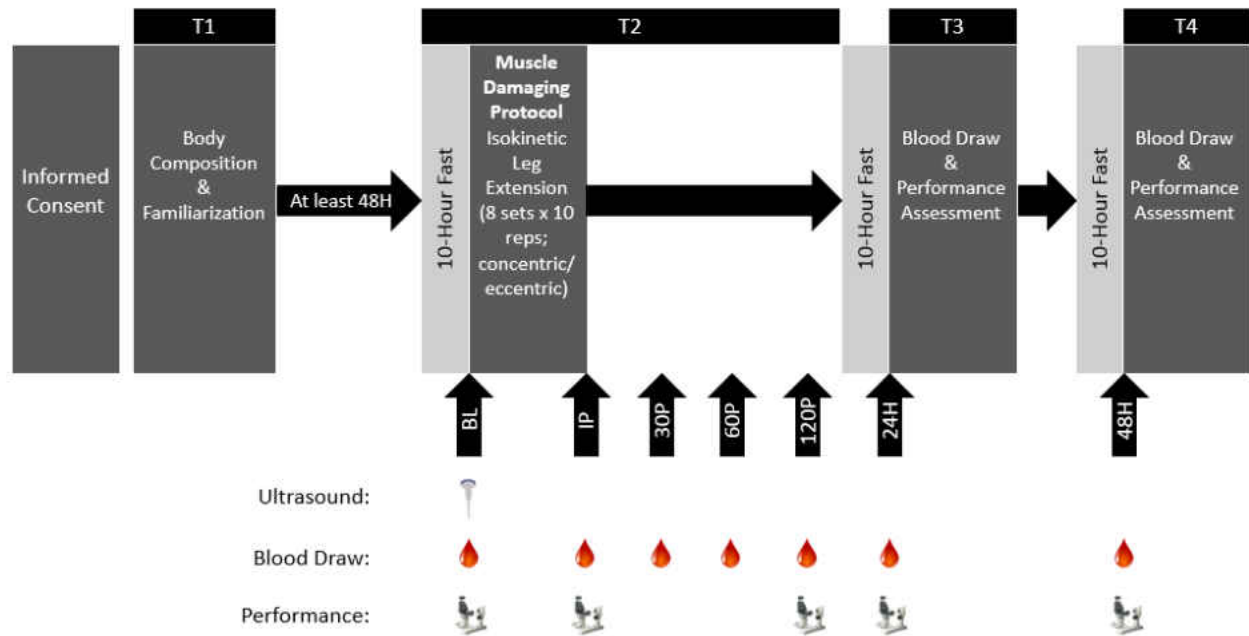 T1
T2
T3
T4
Informed
Consent
Body
Composition
&
Familiarization
At least 48H
10-Hour Fast
Muscle
Damaging
Protocol
Isokinetic
Leg
Extension
(8 sets x 10
reps;
concentric/
eccentric)
10-Hour Fast
Blood Draw
&
Performance
Assessment
10-Hour Fast
Blood Draw
&
Performance
Assessment
BL
IP
30P
60P
120P
24H
48H
Ultrasound:
Blood Draw:
Performance: